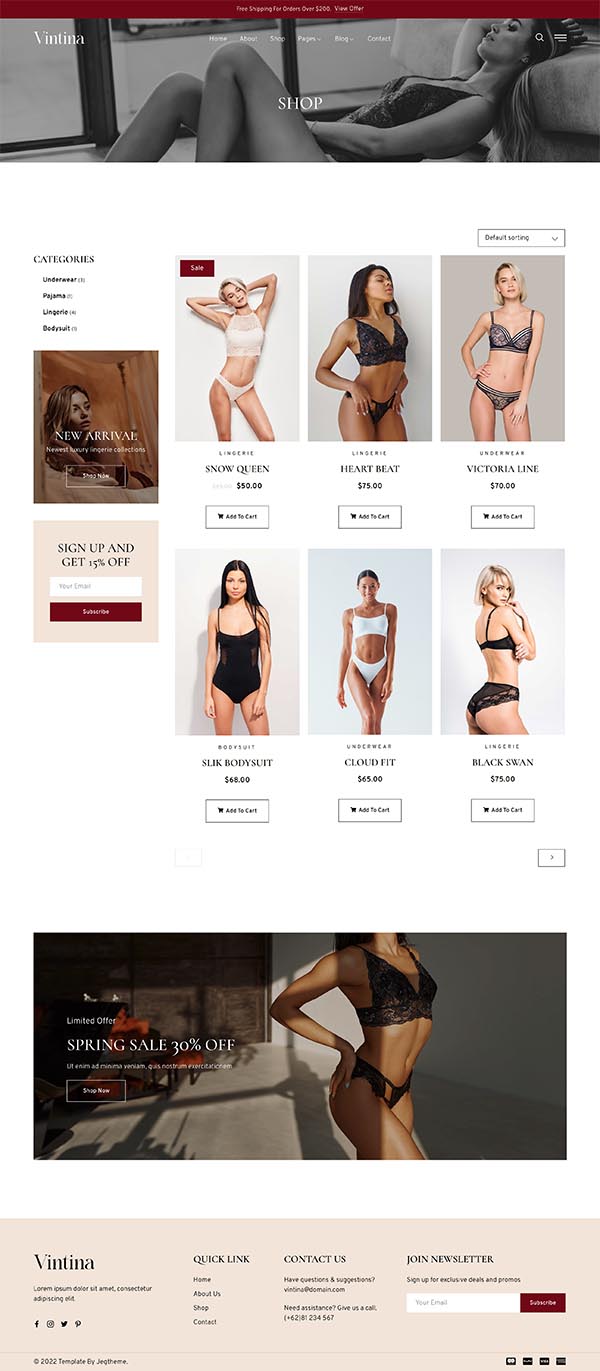 Free Shipping For Orders Over $200. View Offer
Vintina
Home About Shop Pages Blog Contact
SHOP
Default sorting
CATEGORIES
Underwear (3)
Pajama (1)
Lingerie (4)
Bodysuit (1)
NEW ARRIVAL
Newest luxury lingerie collections
Shop Now
SIGN UP AND
GET 15% OFF
Your Email
Subscribe
Sale
LINGERIE
SNOW QUEEN
$50.00
Add To Cart
LINGERIE
HEART BEAT
$75.00
Add To Cart
UNDERWEAR
VICTORIA LINE
$70.00
Add To Cart
BODYSUIT
SLIK BODYSUIT
$68.00
Add To Cart
UNDERWEAR
CLOUD FIT
$65.00
Add To Cart
LINGERIE
BLACK SWAN
$75.00
Add To Cart
Limited Offer
SPRING SALE 30% OFF
Ut enim ad minima veniam, quis nostrum exercitationem
Shop Now
Vintina
Lorem ipsum dolor sit amet, consectetur
adipiscing elit.
QUICK LINK
Home
About Us
Shop
Contact
CONTACT US
Have questions & suggestions?
vintina@domain.com
Need assistance? Give us a call.
(+62)81 234 567
JOIN NEWSLETTER
Sign up for exclusive deals and promos
Your Email
Subscribe
© 2022 Template By Jegtheme.